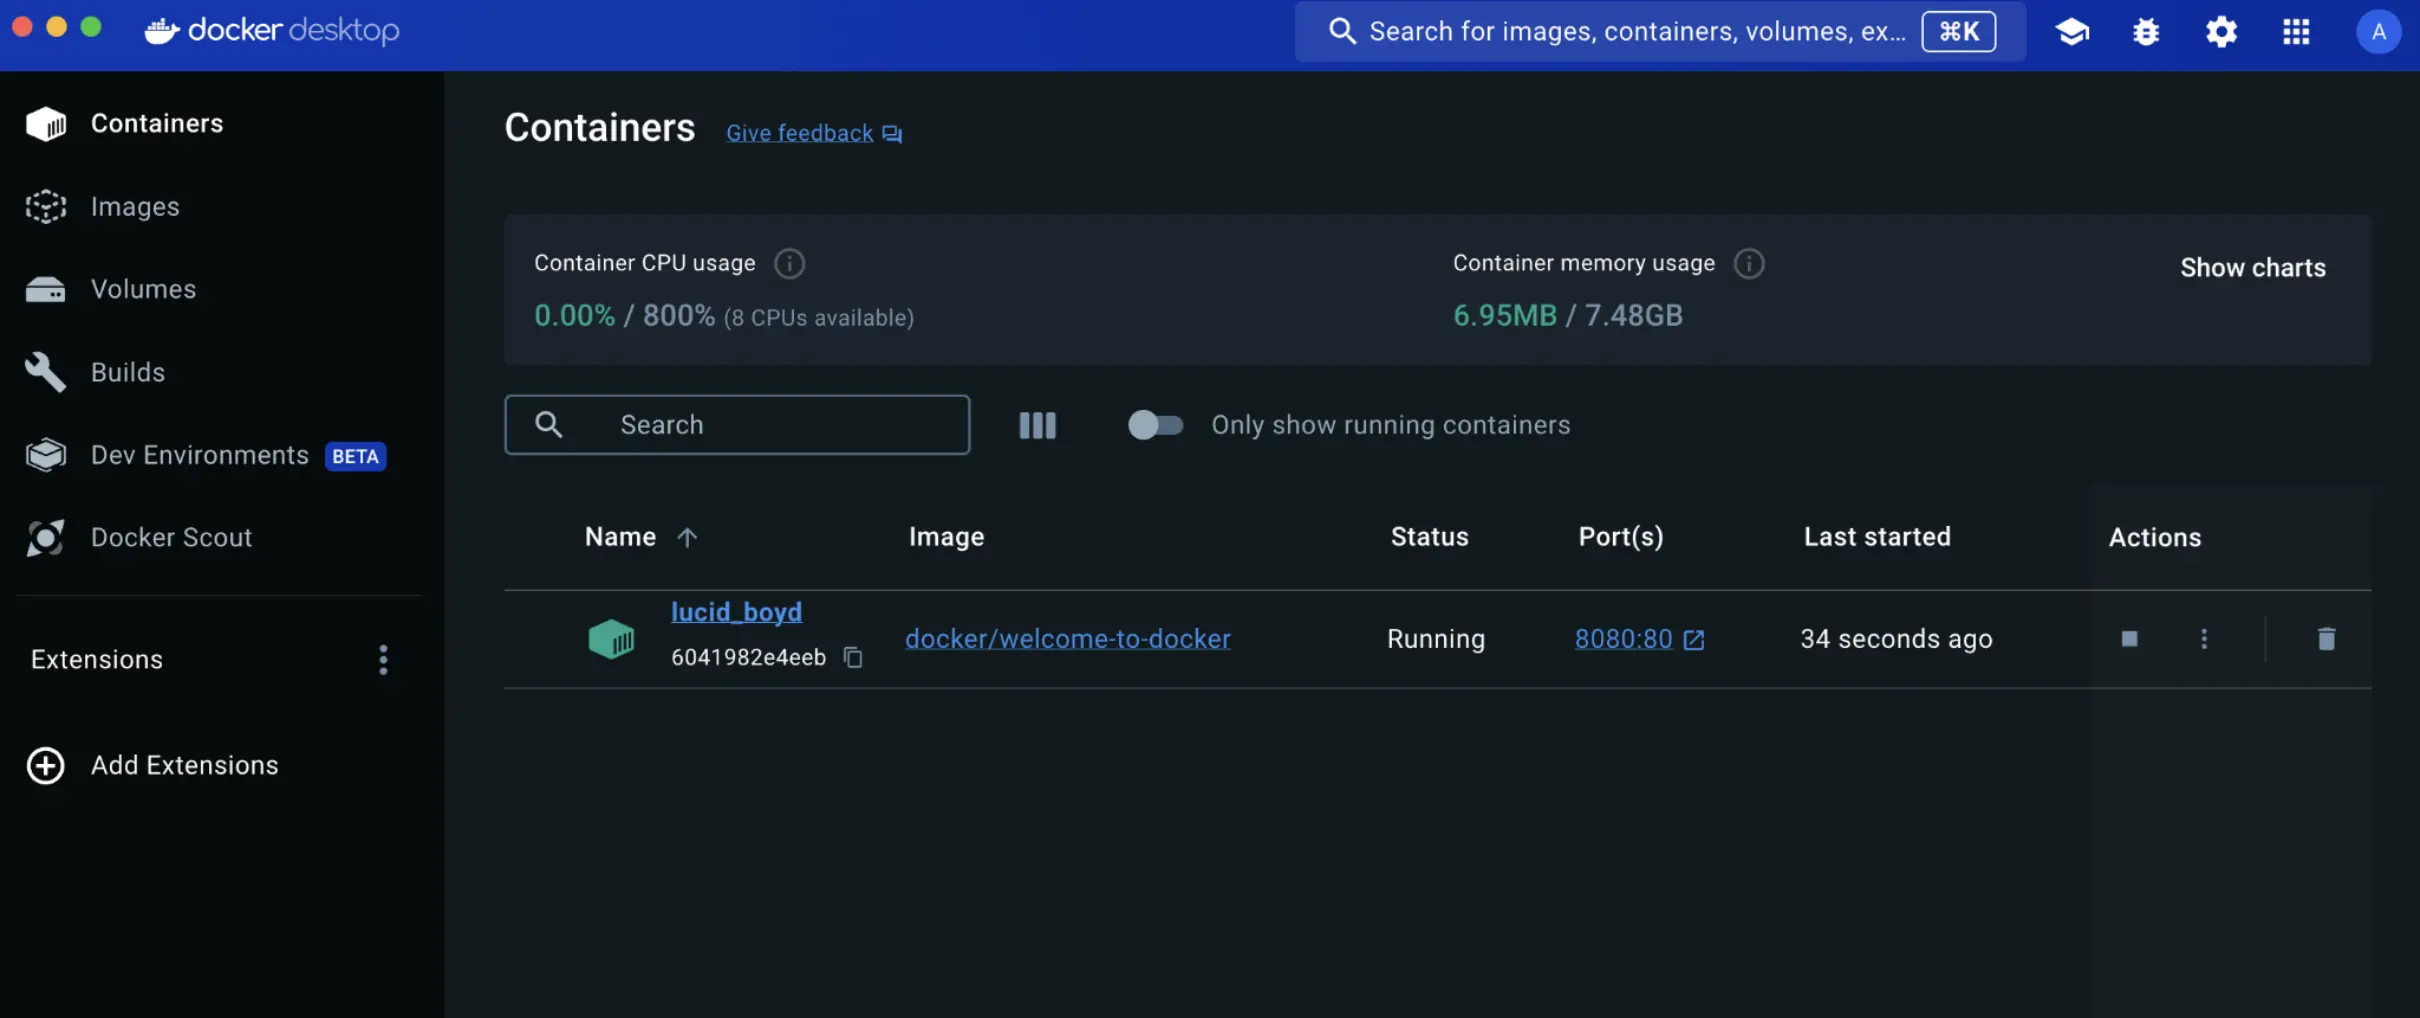 docker desktop
Search for images, containers, volumes, ex...
⌘K
A
Containers
Images
Volumes
Builds
Dev Environments BETA
Docker Scout
Extensions
Add Extensions
Containers Give feedback
Container CPU usage
0.00% / 800% (8 CPUs available)
Container memory usage
6.95MB / 7.48GB
Show charts
Search
Only show running containers
Name Image Status Port(s) Last started Actions
lucid_boyd
6041982e4eeb
docker/welcome-to-docker Running 8080:80 34 seconds ago